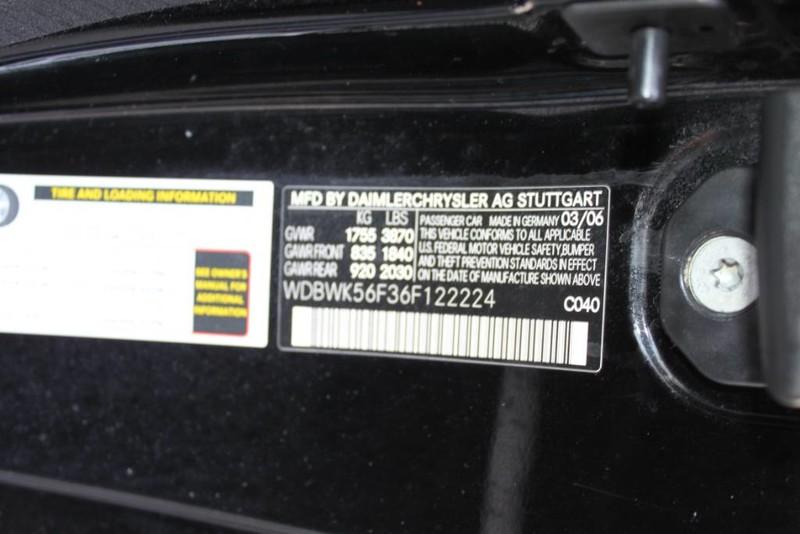 TIRE AND LOADING INFORMATION
SEE OWNER'S
MANUAL FOR
ADDITIONAL
INFORMATION
MFD BY DAIMLERCHRYSLER AG STUTTGART
KG LBS
GVWR 1755 3870
GAWR FRONT 835 1840
GAWR REAR 920 2030
PASSENGER CAR MADE IN GERMANY 03/06
THIS VEHICLE CONFORMS TO ALL APPLICABLE
U.S. FEDERAL MOTOR VEHICLE SAFETY, BUMPER
AND THEFT PREVENTION STANDARDS IN EFFECT
ON THE DATE OF MANUFACTURE SHOWN ABOVE
WDBWK56F36F122224
C040